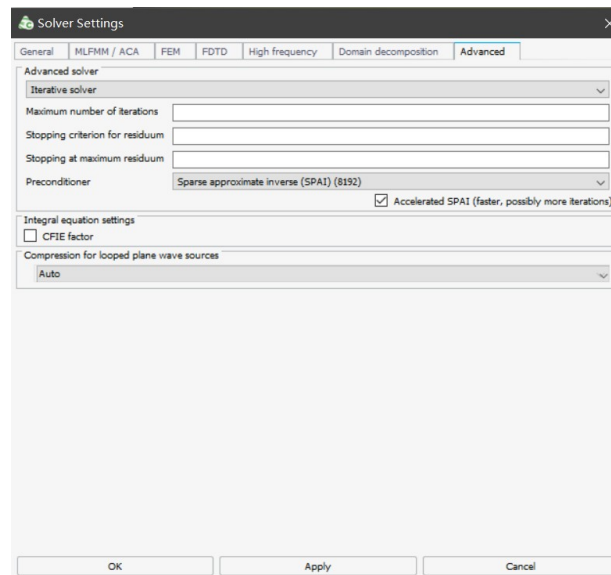 Solver Settings
General MLFMM / ACA FEM FDTD High frequency Domain decomposition Advanced
Advanced solver
Iterative solver
Maximum number of iterations
Stopping criterion for residuum
Stopping at maximum residuum
Preconditioner Sparse approximate inverse (SPAI) (8192)
Accelerated SPAI (faster, possibly more iterations)
Integral equation settings
CFIE factor
Compression for looped plane wave sources
Auto
OK Apply Cancel